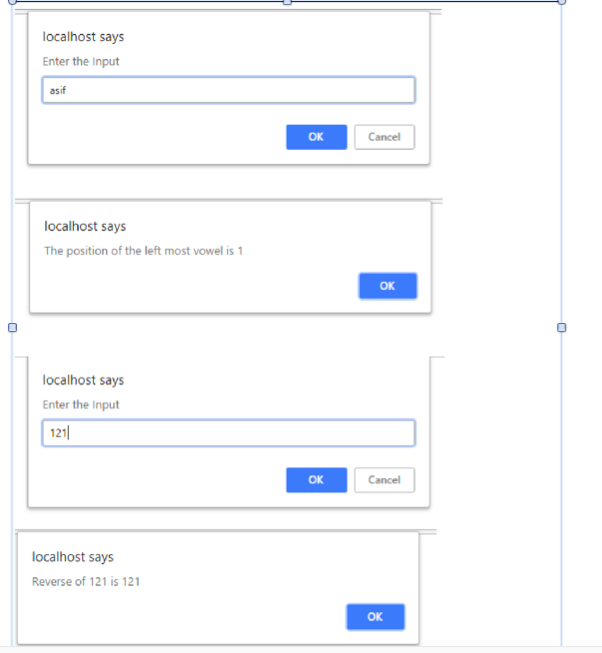 localhost says
Enter the Input
asif
OK Cancel
localhost says
The position of the left most vowel is 1
OK
localhost says
Enter the Input
121
OK Cancel
localhost says
Reverse of 121 is 121
OK